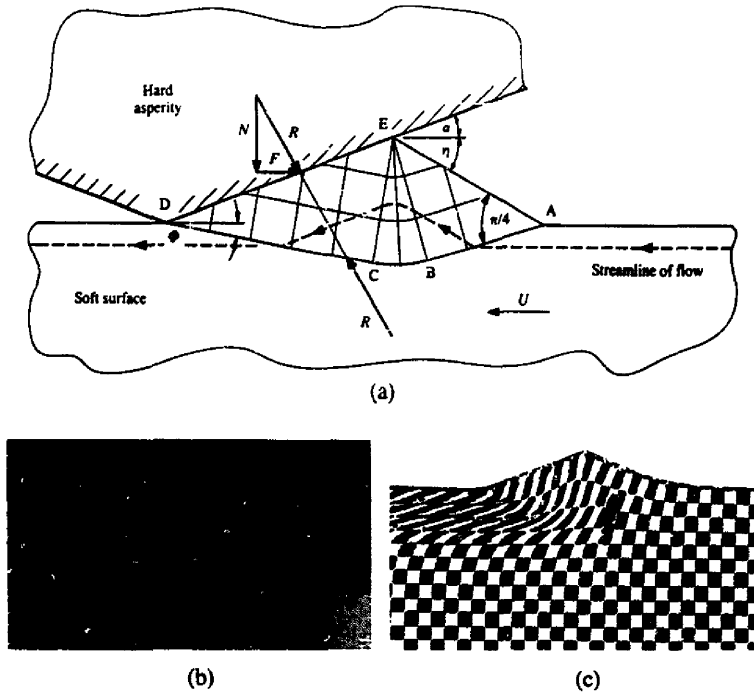 Hard
asperity
N
R
F
E
α
η
D
A
π/4
C
B
Φ
R
Streamline of flow
Soft surface
U
(a)
(b)
(c)